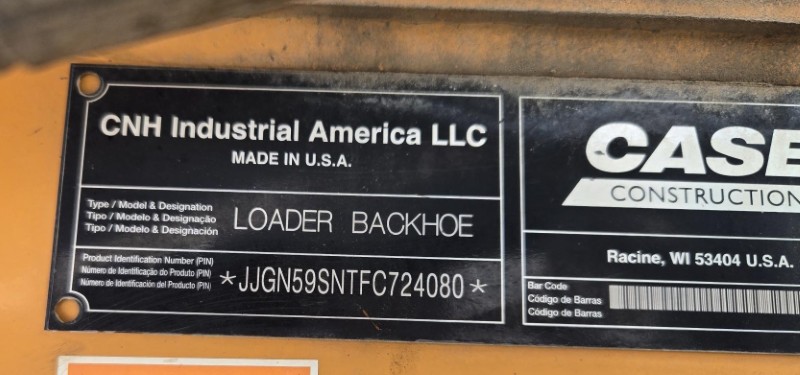 CNH Industrial America LLC
MADE IN U.S.A.
Type / Model & Designation
Tipo / Modelo & Designação
Tipo / Modelo & Designación
LOADER BACKHOE
Product Identification Number (PIN)
Número de Identificação do Produto (PIN)
Número de Identificación del Producto (PIN)
*JJGN59SNTFC724080*
CASE
CONSTRUCTION
Racine, WI 53404 U.S.A.
Bar Code
Código de Barras
Código de Barras